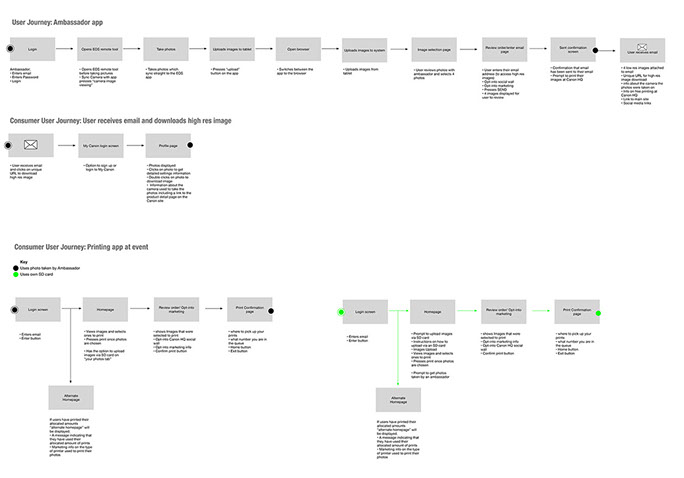 User Journey: Ambassador app
Login
Opens EOS remote tool
Take photos
Uploads images to tablet
Open browser
Uploads images to system
Image selection page
Review order/enter email page
Sent confirmation screen
User receives email
Ambassador:
• Enters email
• Enters Password
• Login
• Opens EOS remote tool
before taking pictures
• Sync Camera with app
• process "camera image
viewing"
• Takes photos which
sync straight to the EOS
app
• Press "upload"
button on the app
• Switches between the
app to the browser
• Uploads images from
tablet
• User reviews photos with
ambassador and selects 4
photos
• User enters their email
address (to access high-res
images)
• Opt into social wall
• Opt into marketing
• Presses SEND
• 4 images displayed for
user to review
• Confirmation that email
has been sent to their email
• Prompt to print their
images at Canon HQ
• 4 low res images attached
to email
• Unique URL for high res
image download
• info about the camera the
photos were taken on
• Info on free printing at
Canon HQ
• Link to main site
• Social media links
Consumer User Journey: User receives email and downloads high res image
My Canon login screen
Profile page
• User receives email
and clicks on unique
URL to download
high res image
• Option to sign up or
login to My Canon
• Photos displayed
• Clicks on photo to get
detailed settings information
• Double clicks on photo to
download image
• Information about the
camera used to take the
photos including a link to the
product detail page on the
Canon site
Consumer User Journey: Printing app at event
Key
Uses photo taken by Ambassador
Uses own SD card
Login screen
Homepage
Review order/ Opt-into
marketing
Print Confirmation
page
• Enters email
• Enter button
• Views images and selects
ones to print
• Presses print once photos
are chosen
• Has the option to upload
images via SD card on
"your photos tab"
• shows images that were
selected to print
• Opt-into Canon HQ social
wall
• Opt into marketing info
• Confirm print button
• where to pick up your
prints
• what number you are in
the queue
• Home button
• Exit button
Alternate
Homepage
If users have printed their
allocated amounts
"alternate homepage" will
be displayed:
• A message indicating that
they have used their
allocated amount of prints
• Marketing info on the type
of printer used to print their
photos
Login screen
Homepage
Review order/ Opt-into
marketing
Print Confirmation
page
• Enters email
• Enter button
• Prompt to upload images
via SD card
• Instructions on how to
upload via SD card
• Images upload
• Views images and selects
ones to print
• Presses print once photos
are chosen
• Prompt to get photos
taken by an ambassador
• shows images that were
selected to print
• Opt into marketing info
• Opt-into Canon HQ social
wall
• Confirm print button
• where to pick up your
prints
• what number you are in
the queue
• Home button
• Exit button
Alternate
Homepage
If users have printed their
allocated amounts
"alternate homepage" will
be displayed:
• A message indicating that
they have used their
allocated amount of prints
• Marketing info on the type
of printer used to print their
photos